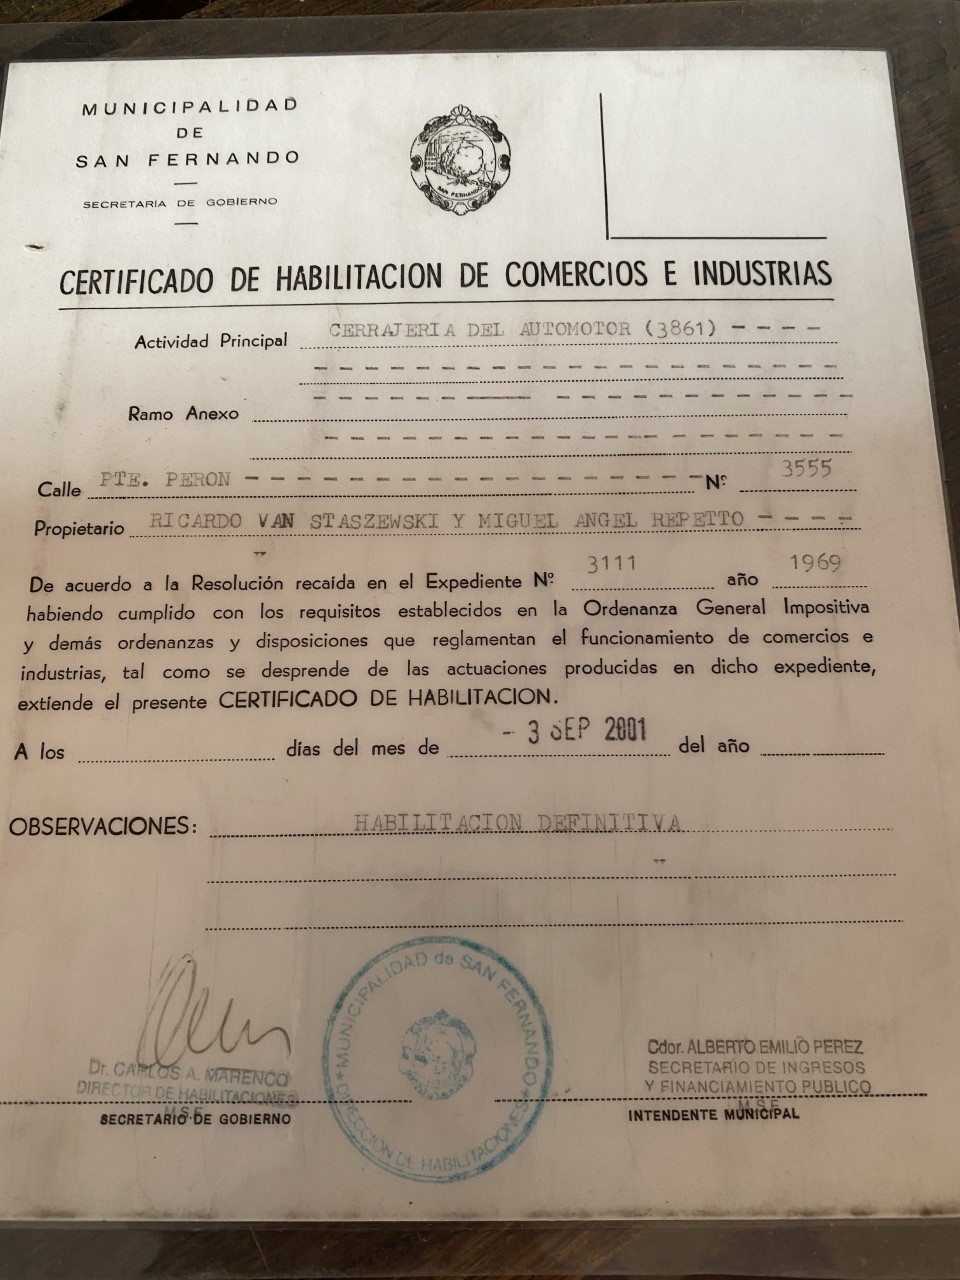 MUNICIPALIDAD
DE
SAN FERNANDO
SECRETARIA DE GOBIERNO
SAN FERNANDO
CERTIFICADO DE HABILITACION DE COMERCIOS E INDUSTRIAS
Actividad Principal CERRAJERIA DEL AUTOMOTOR (3861) - - - -
Ramo Anexo
Calle PTE. PERON - - - - - - - - - - - - - - - - - - Nº 3555
Propietario RICARDO VAN STASZEWSKI Y MIGUEL ANGEL REPETTO - - - -
De acuerdo a la Resolución recaída en el Expediente Nº 3111 año 1969
habiendo cumplido con los requisitos establecidos en la Ordenanza General Impositiva
y demás ordenanzas y disposiciones que reglamentan el funcionamiento de comercios e
industrias, tal como se desprende de las actuaciones producidas en dicho expediente,
extiende el presente CERTIFICADO DE HABILITACION.
A los días del mes de - 3 SEP 2001 del año
OBSERVACIONES: HABILITACION DEFINITIVA
MUNICIPALIDAD de SAN FERNANDO
DIRECCION DE HABILITACIONES
Dr. CARLOS A. MARENCO
DIRECTOR DE HABILITACIONES
M.S.F.
SECRETARIO DE GOBIERNO
Cdor. ALBERTO EMILIO PEREZ
SECRETARIO DE INGRESOS
Y FINANCIAMIENTO PUBLICO
M.S.F.
INTENDENTE MUNICIPAL